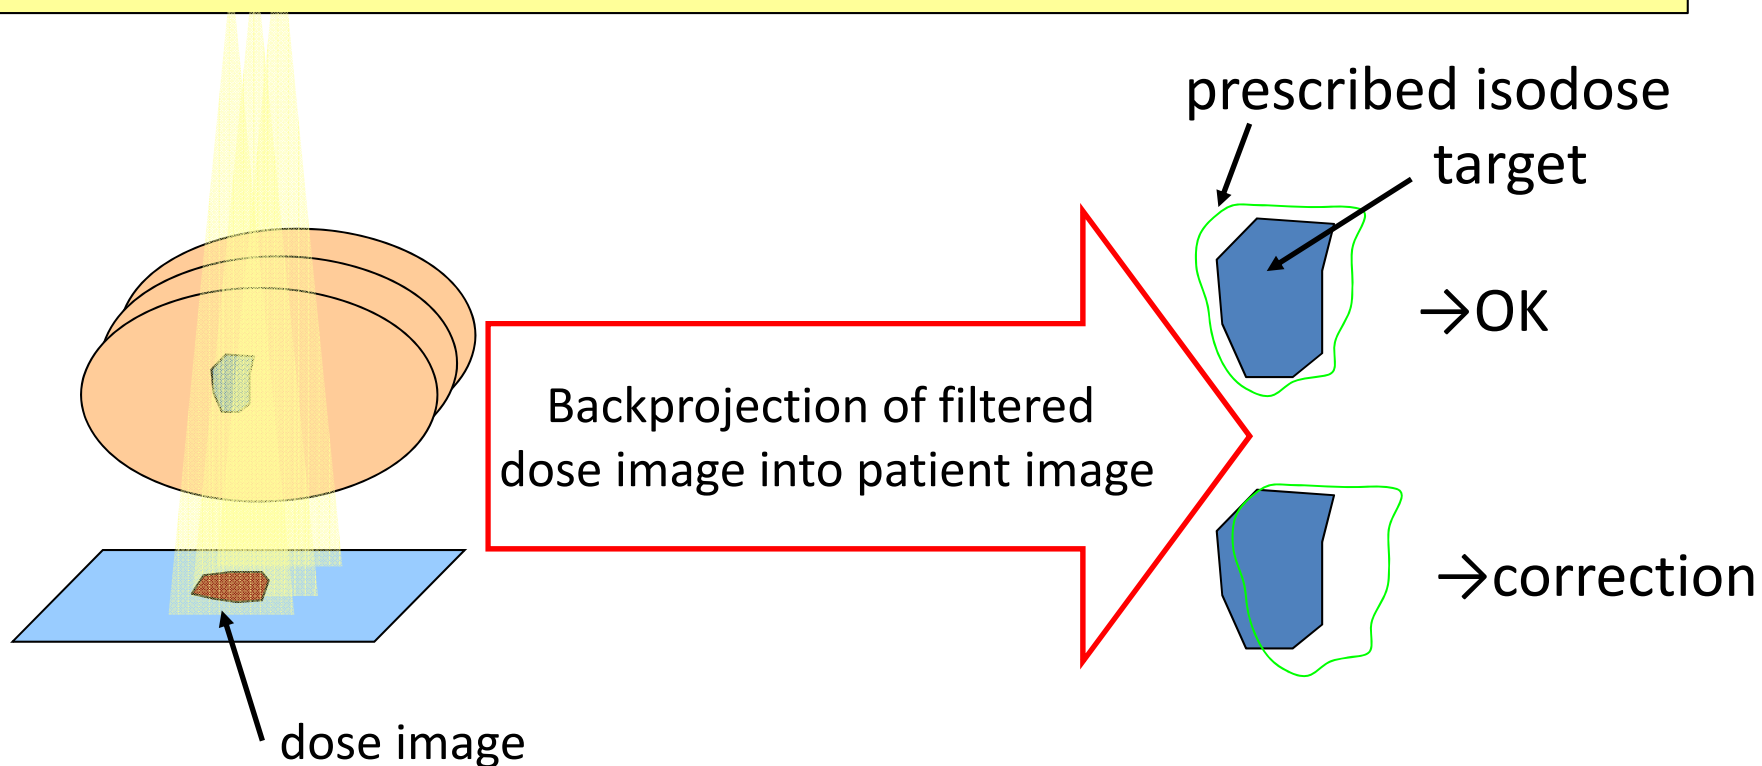 prescribed isodose
target
→OK
Backprojection of filtered
dose image into patient image
→correction
dose image